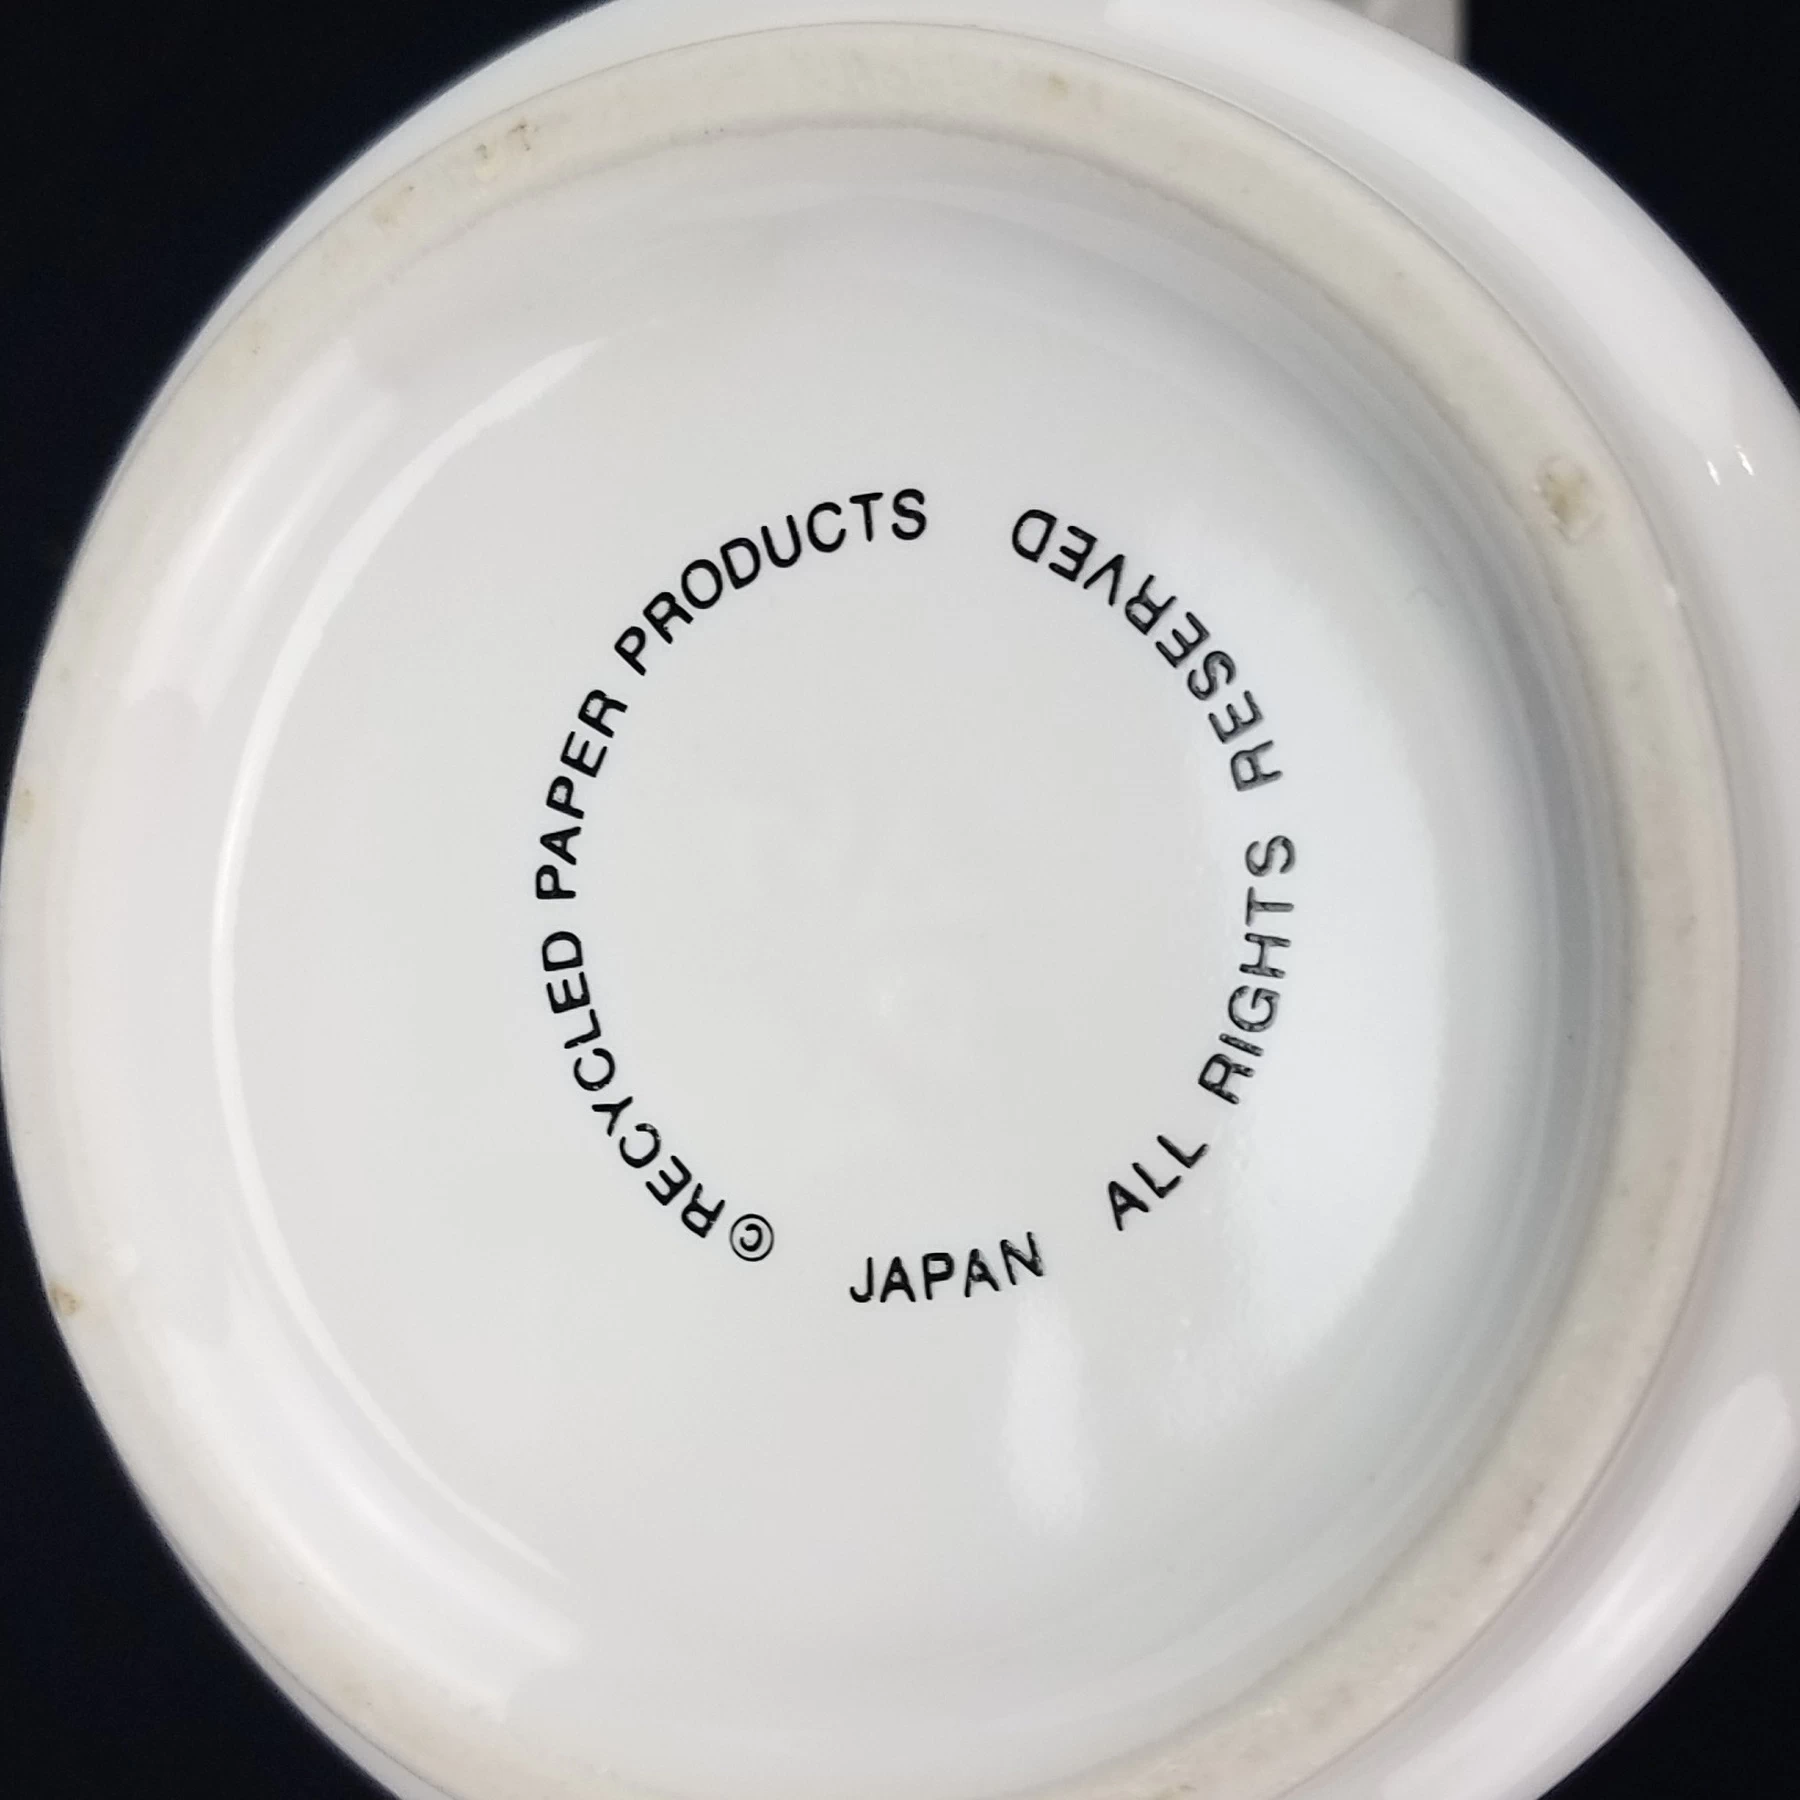 © RECYCLED PAPER PRODUCTS
JAPAN
ALL RIGHTS RESERVED